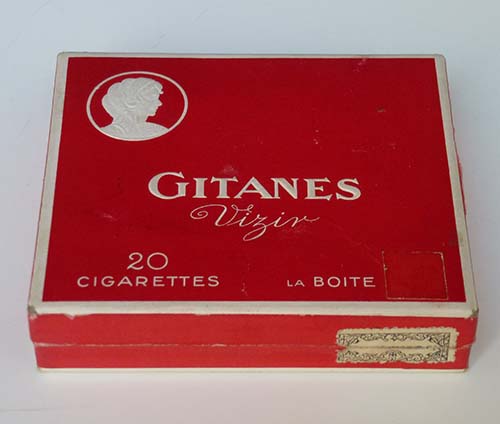 GITANES
Vizir
20
CIGARETTES
LA BOITE